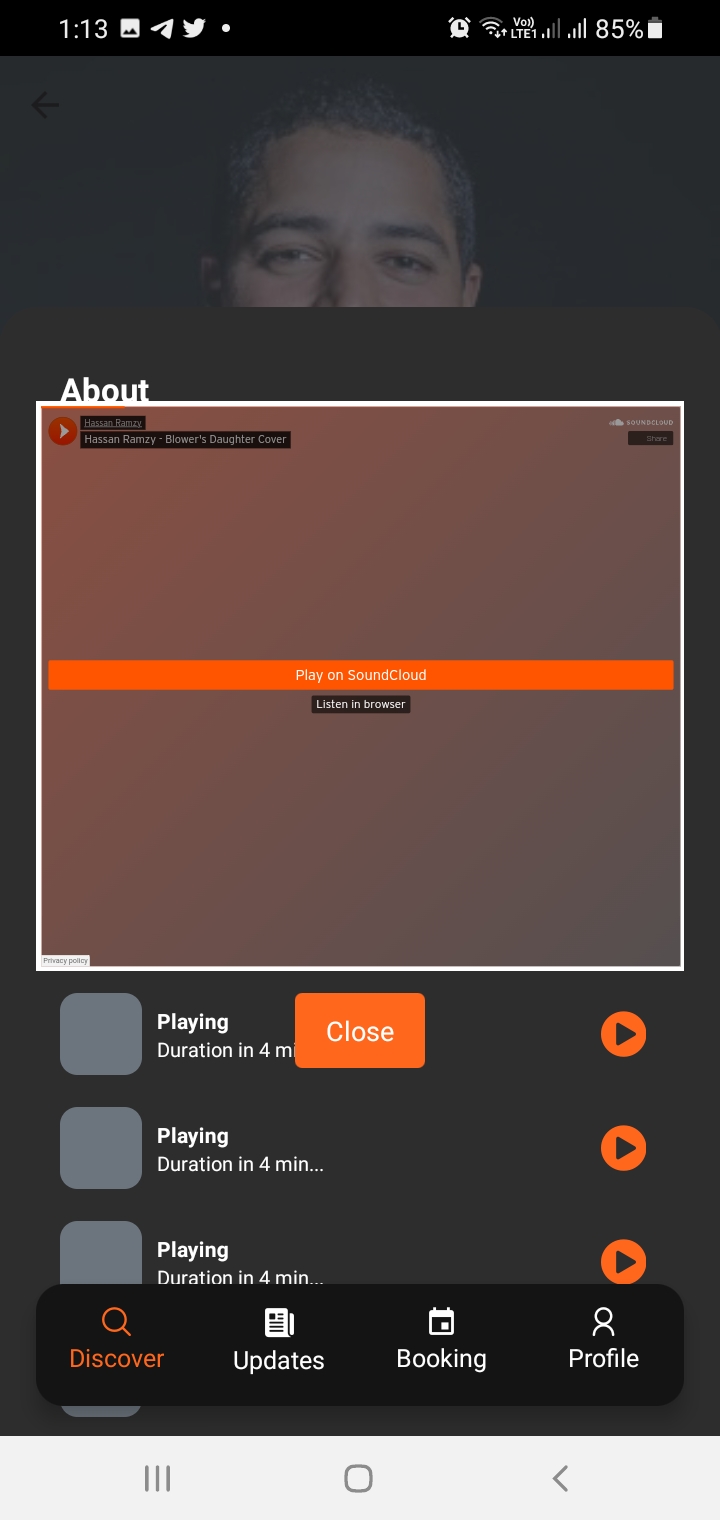 1:13
Vo))
LTE1
85%
About
Hassan Ramzy
Hassan Ramzy - Blower's Daughter Cover
SOUNDCLOUD
Share
Play on SoundCloud
Listen in browser
Privacy policy
Playing
Duration in 4 mi
Close
Playing
Duration in 4 min...
Playing
Duration in 4 min...
Discover
Updates
Booking
Profile